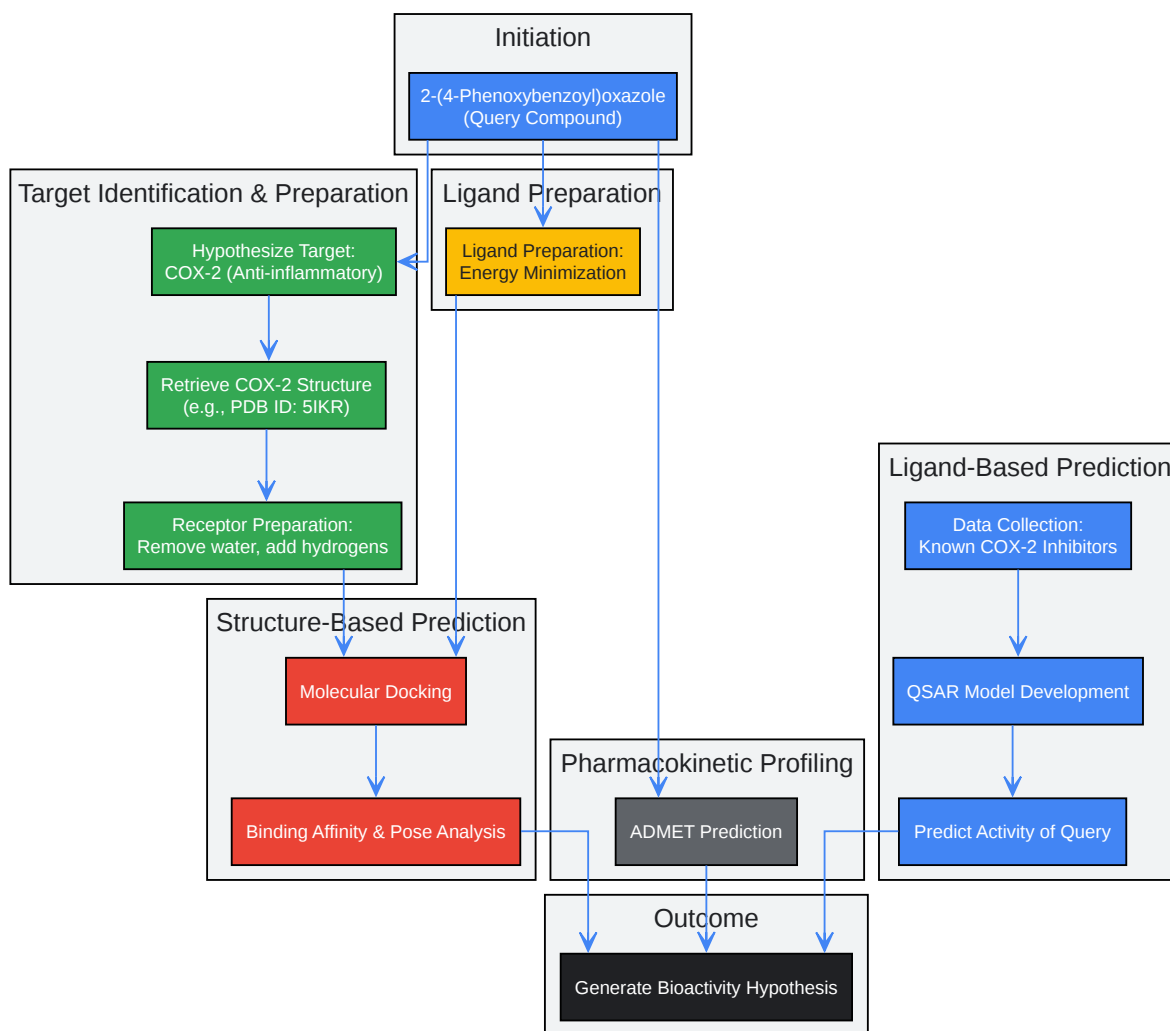 Initiation
2-(4-Phenoxybenzoyl)oxazole
(Query Compound)
Target Identification & Preparation
Hypothesize Target:
COX-2 (Anti-inflammatory)
Retrieve COX-2 Structure
(e.g., PDB ID: 5IKR)
Receptor Preparation:
Remove water, add hydrogens
Ligand Preparation
Ligand Preparation:
Energy Minimization
Structure-Based Prediction
Molecular Docking
Binding Affinity & Pose Analysis
Pharmacokinetic Profiling
ADMET Prediction
Ligand-Based Prediction
Data Collection:
Known COX-2 Inhibitors
QSAR Model Development
Predict Activity of Query
Outcome
Generate Bioactivity Hypothesis